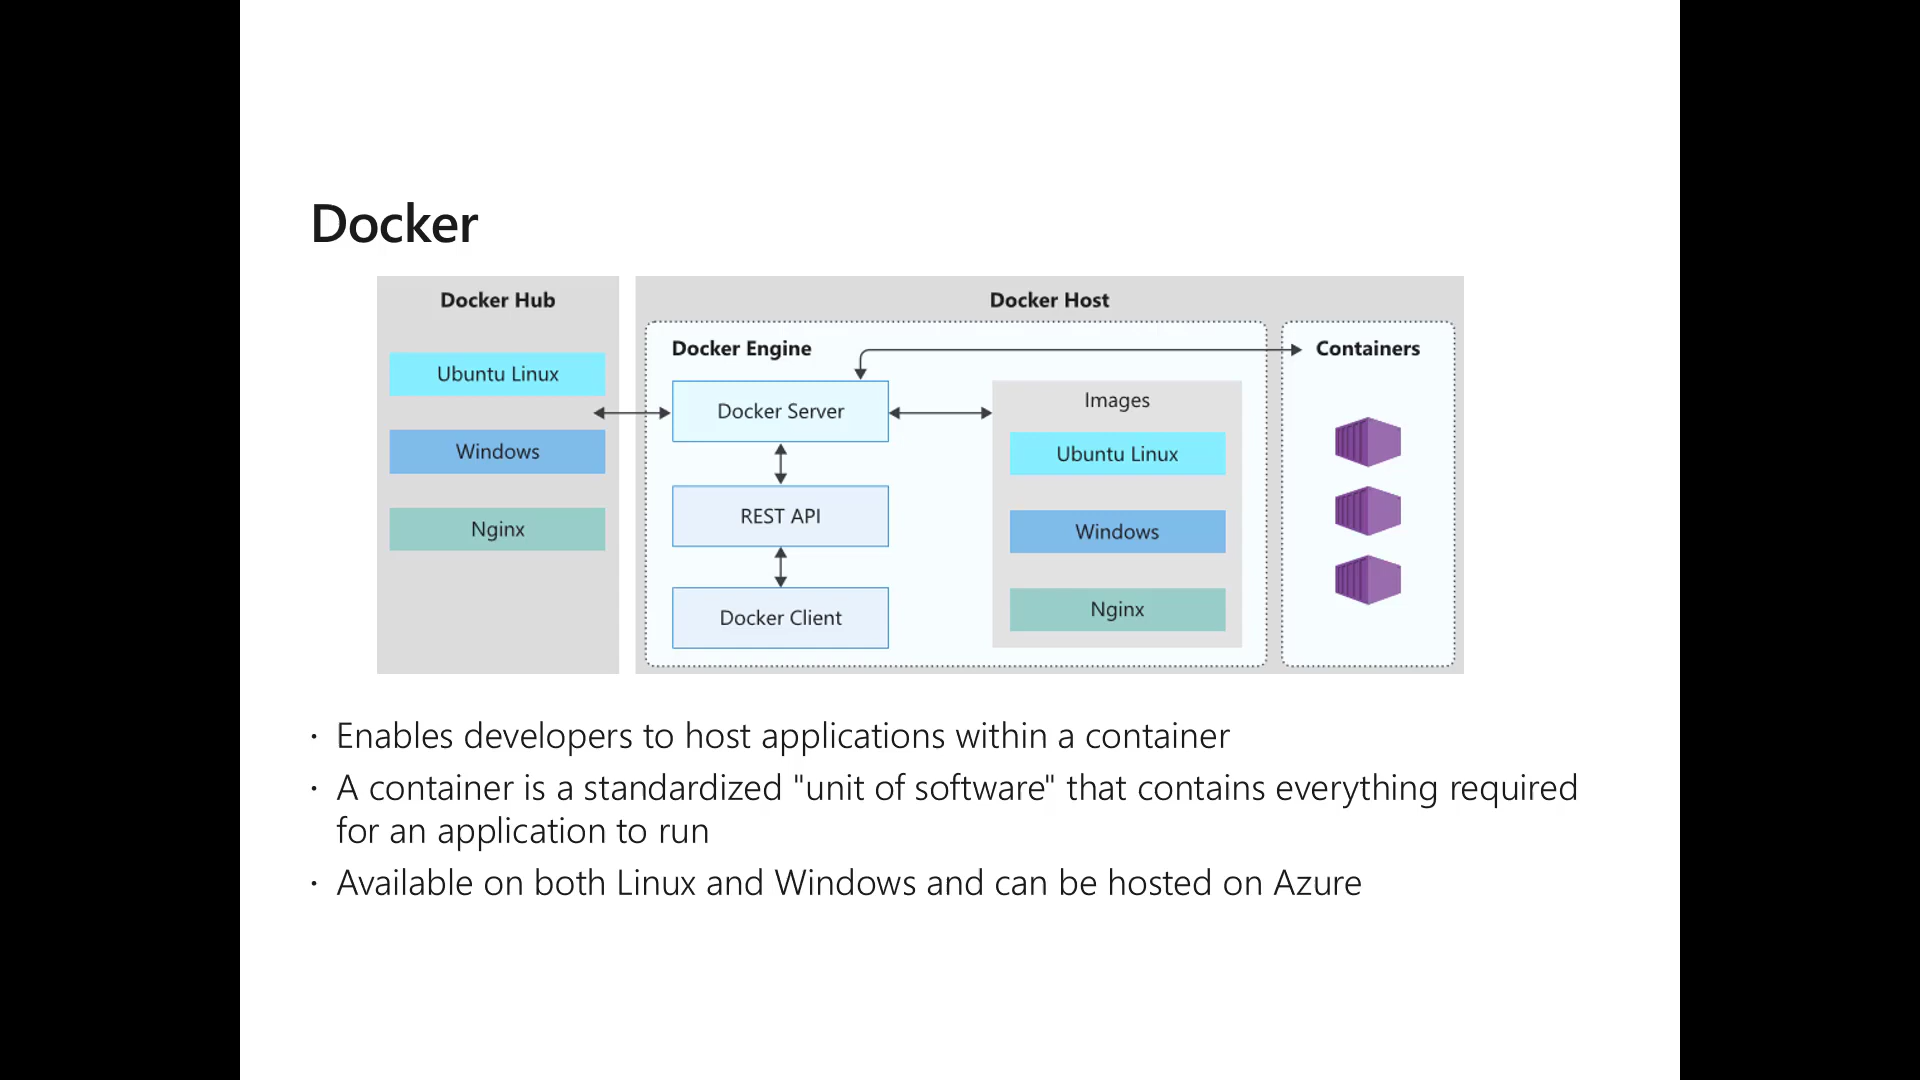 Docker
Docker Hub
Ubuntu Linux
Windows
Nginx
Docker Host
Docker Engine
Docker Server
REST API
Docker Client
Images
Ubuntu Linux
Windows
Nginx
Containers
· Enables developers to host applications within a container
· A container is a standardized "unit of software" that contains everything required
for an application to run
· Available on both Linux and Windows and can be hosted on Azure